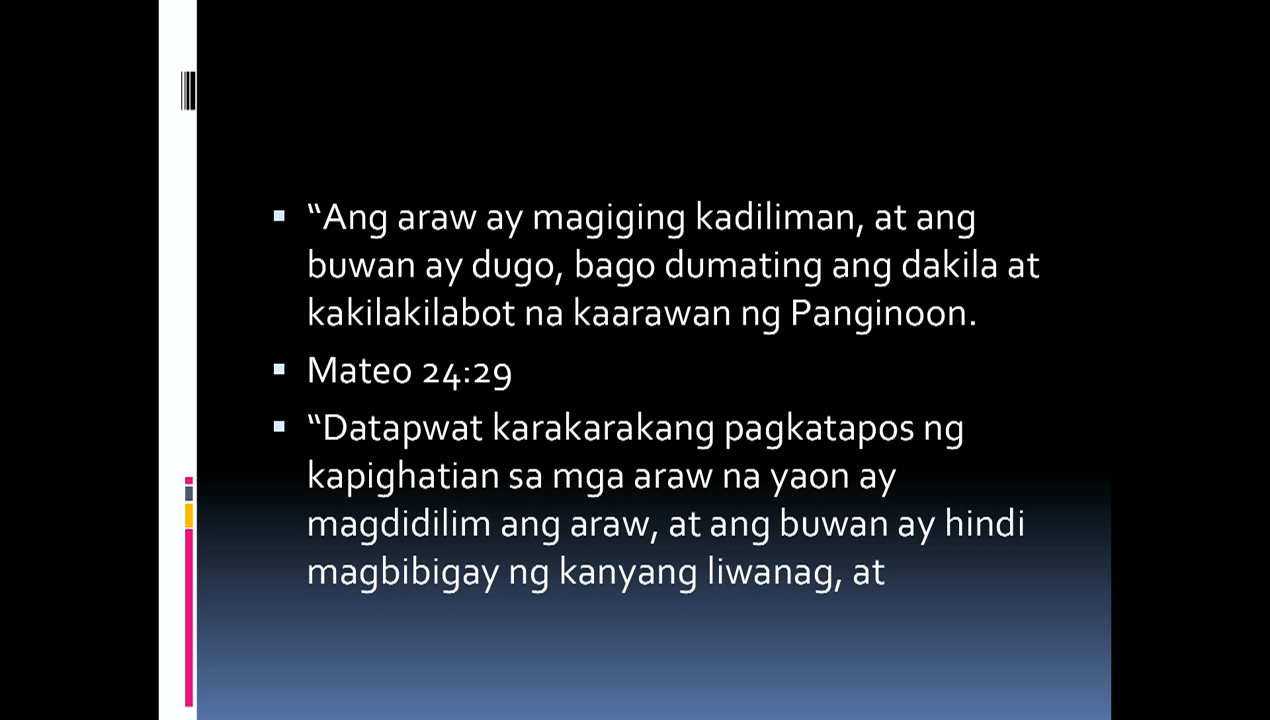 “Ang araw ay magiging kadiliman, at ang
buwan ay dugo, bago dumating ang dakila at
kakilakilabot na kaarawan ng Panginoon.
Mateo 24:29
“Datapwat karakarakang pagkatapos ng
kapighatian sa mga araw na yaon ay
magdidilim ang araw, at ang buwan ay hindi
magbibigay ng kanyang liwanag, at